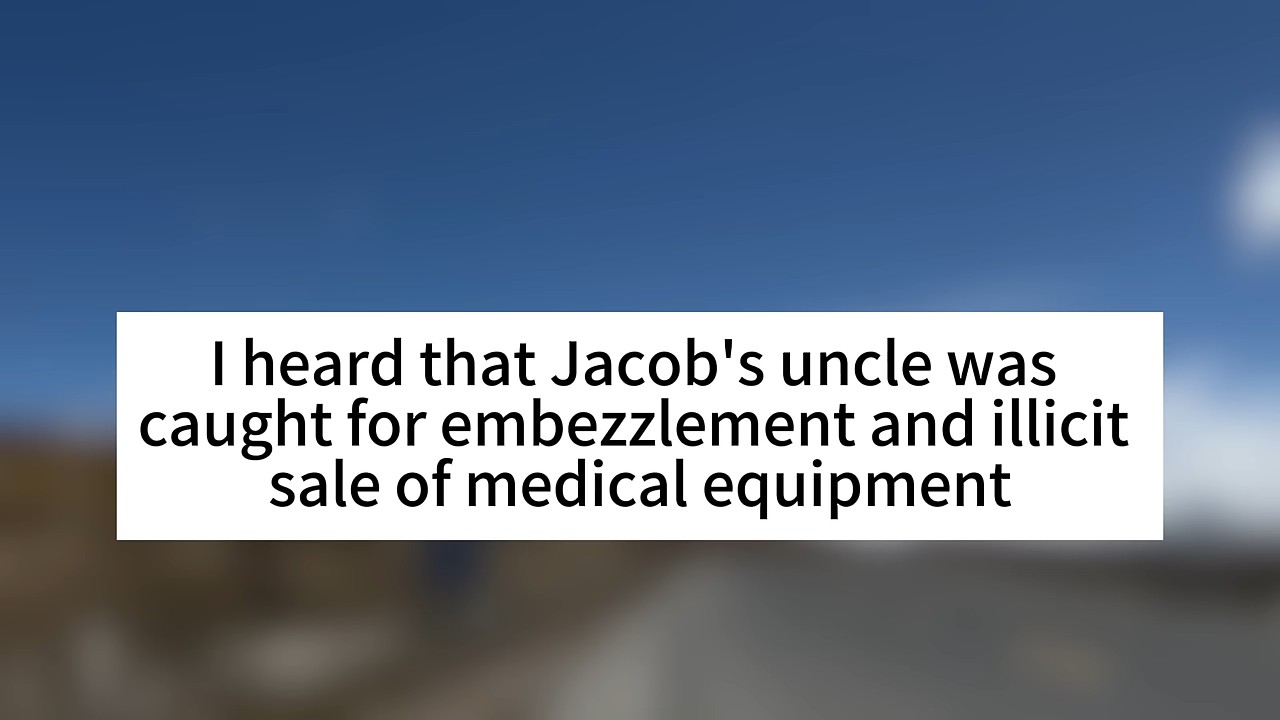 I heard that Jacob's uncle was
caught for embezzlement and illicit
sale of medical equipment